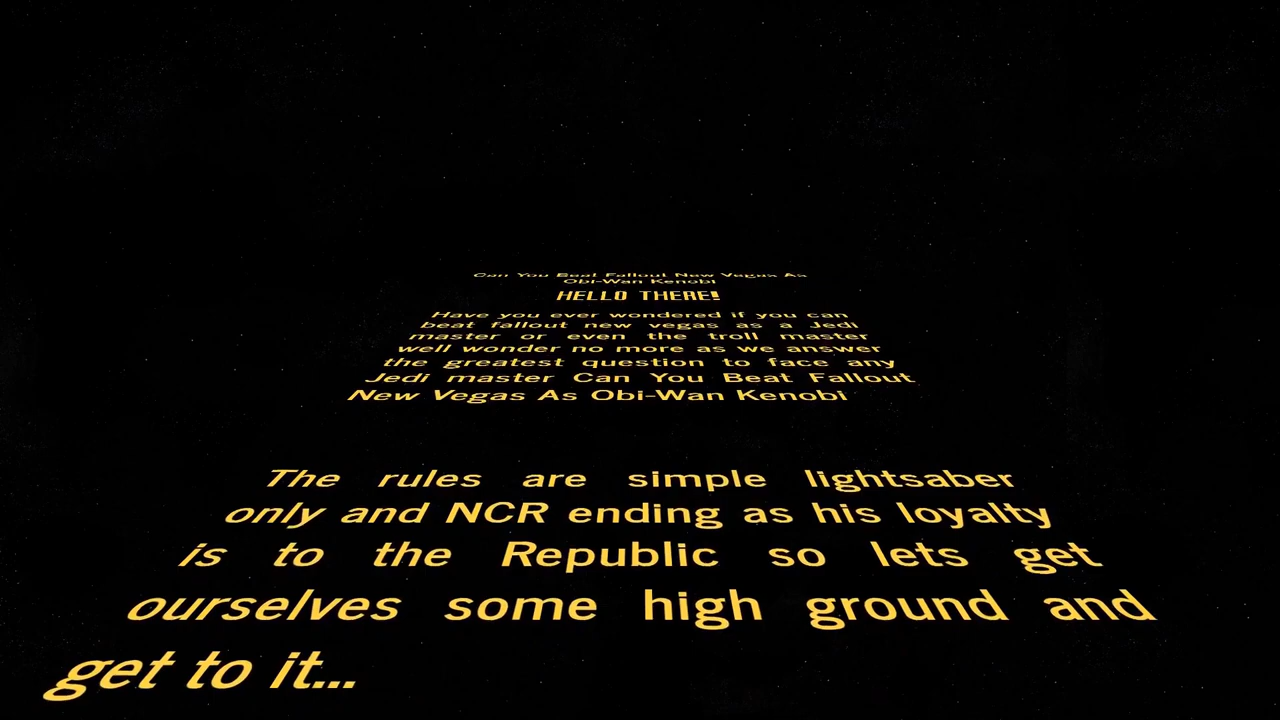 Can You Beat Fallout New Vegas As
Obi-Wan Kenobi
HELLO THERE!
Have you ever wondered if you can
beat fallout new vegas as a Jedi
master or even the troll master
well wonder no more as we answer
the greatest question to face any
Jedi master Can You Beat Fallout
New Vegas As Obi-Wan Kenobi
The rules are simple lightsaber
only and NCR ending as his loyalty
is to the Republic so lets get
ourselves some high ground and
get to it...